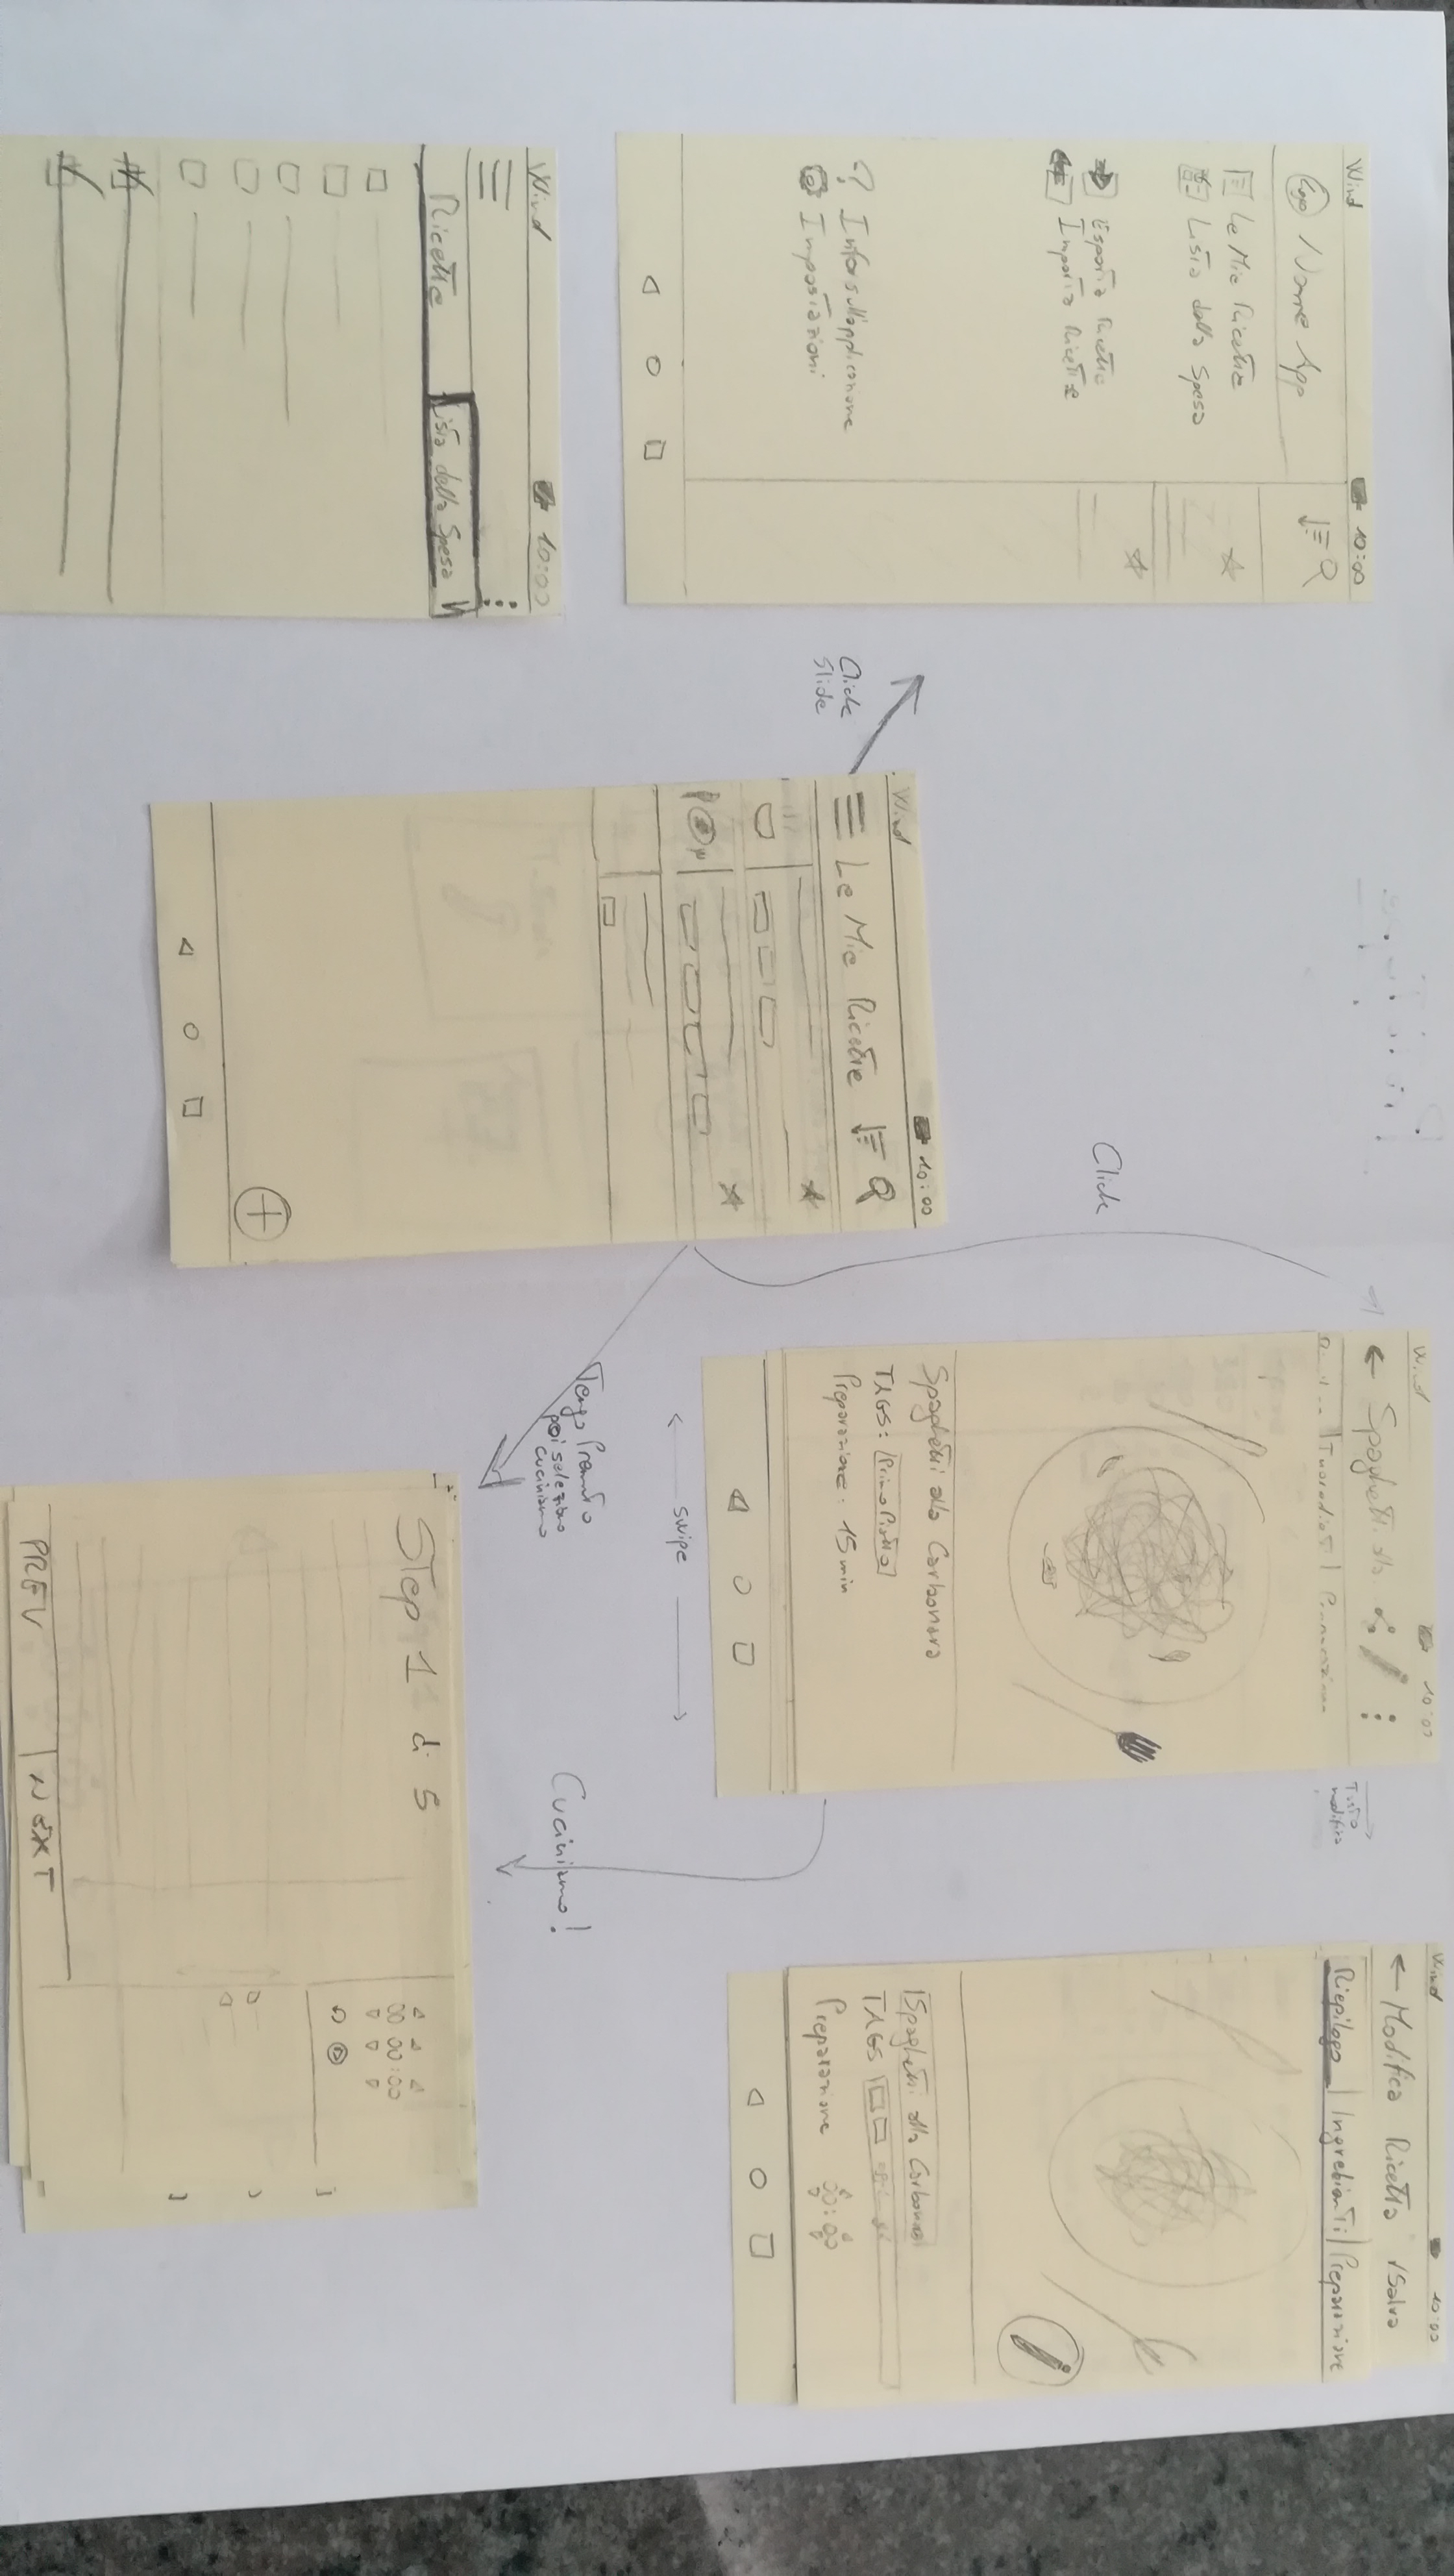 Wind 10:00
Logo Nome App
Le Mie Ricette
Lista della Spesa
Esporta Ricette
Importa Ricette
? Info sull'applicazione
Impostazioni
Wind 10:00
Ricette Lista della Spesa
Click
Slide
Wind 10:00
Le Mie Ricette
+
Click
Tengo Premuto
poi seleziono
cuciniamo
Wind 10:00
← Spaghetti alla
Spaghetti alla Carbonara
TAGS: Primo Piatto
Preparazione: 15 min
swipe
Tasto
modifica
Cuciniamo!
Step 1 di 5
00:00:00
PREV NEXT
Wind 10:00
← Modifica Ricetta Salva
Riepilogo | Ingredienti | Preparazione
Spaghetti alla Carbonara
TAGS
Preparazione 00:00